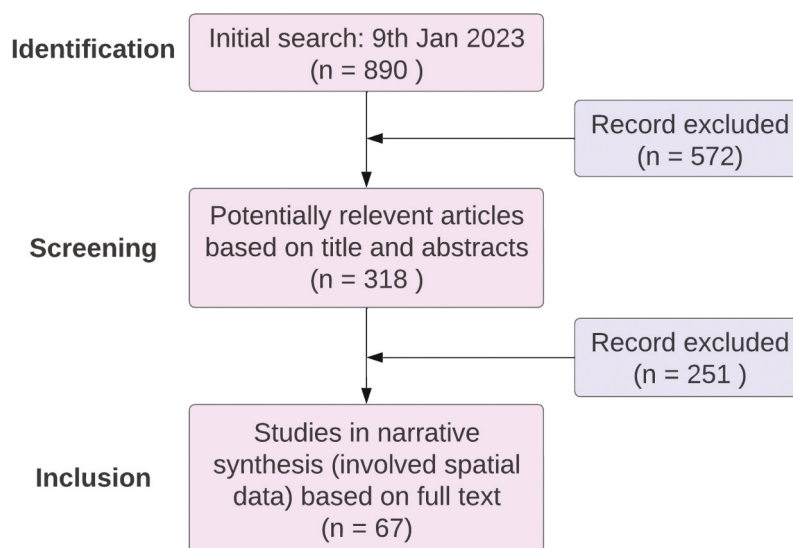 Identification
Initial search: 9th Jan 2023
(n = 890 )
Record excluded
(n = 572)
Screening
Potentially relevent articles
based on title and abstracts
(n = 318 )
Record excluded
(n = 251 )
Inclusion
Studies in narrative
synthesis (involved spatial
data) based on full text
(n = 67)